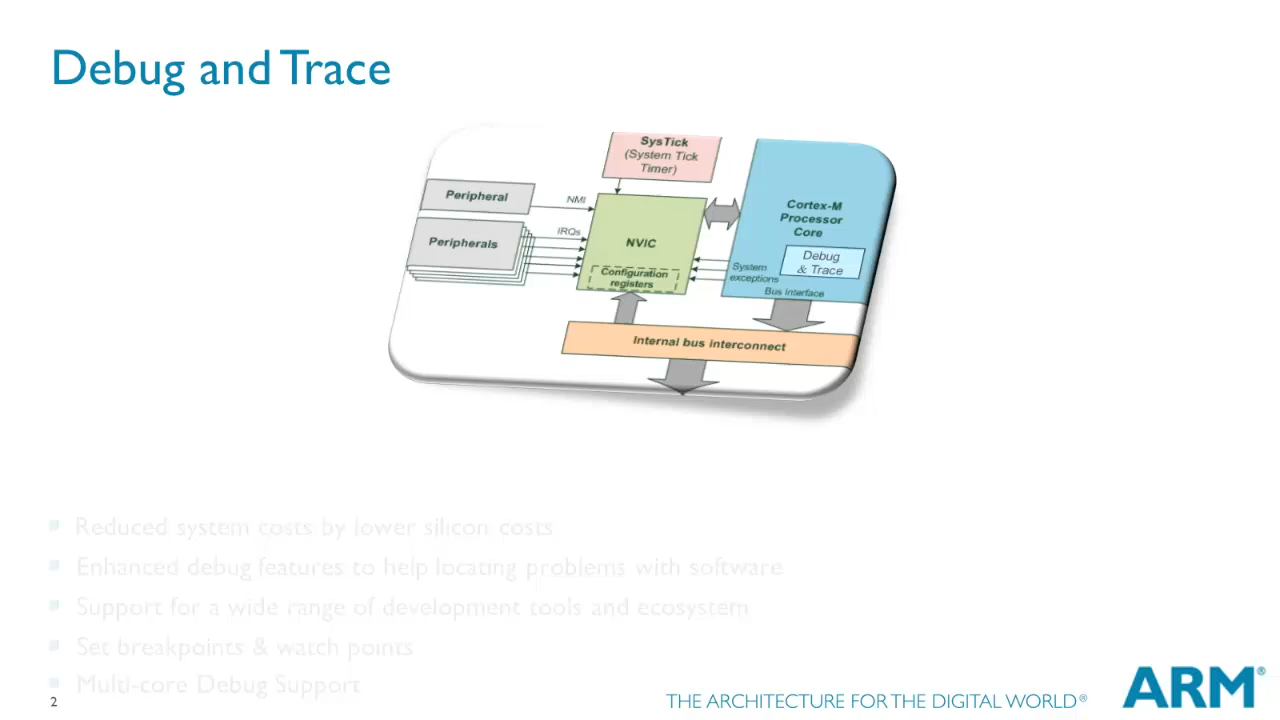 Debug and Trace
SysTick
(System Tick
Timer)
Peripheral
NMI
Peripherals
IRQs
NVIC
Configuration
registers
Cortex-M
Processor
Core
Debug
& Trace
System
exceptions
Bus interface
Internal bus interconnect
Reduced system costs by lower silicon costs
Enhanced debug features to help locating problems with software
Support for a wide range of development tools and ecosystem
Set breakpoints & watch points
Multi-core Debug Support
2
THE ARCHITECTURE FOR THE DIGITAL WORLD®
ARM®